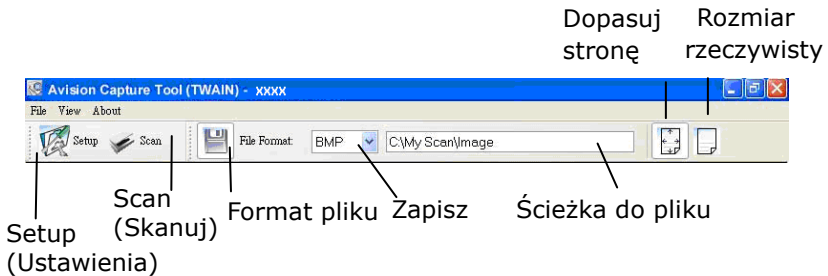 Dopasuj stronę
Rozmiar rzeczywisty
Avision Capture Tool (TWAIN) - xxxx
File View About
Setup Scan File Format: BMP C:\My Scan\Image
Scan (Skanuj)
Format pliku
Zapisz
Ścieżka do pliku
Setup (Ustawienia)